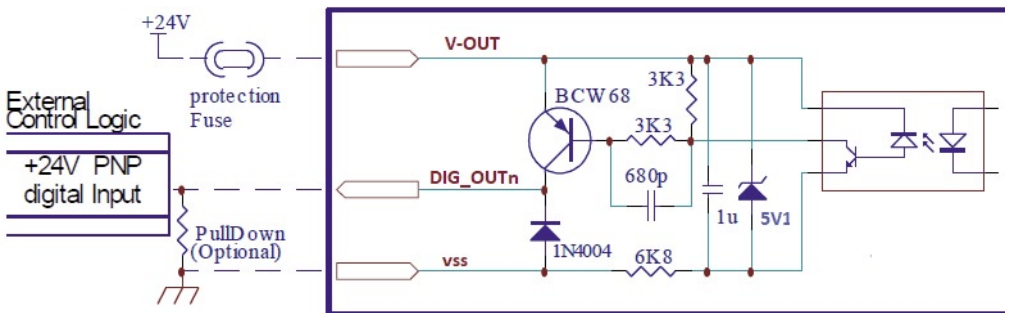 +24V
V-OUT
protection
Fuse
External
Control Logic
+24V PNP
digital Input
3K3
BCW68
3K3
DIG_OUTn
680p
1u
5V1
PullDown
(Optional)
1N4004
vss
6K8